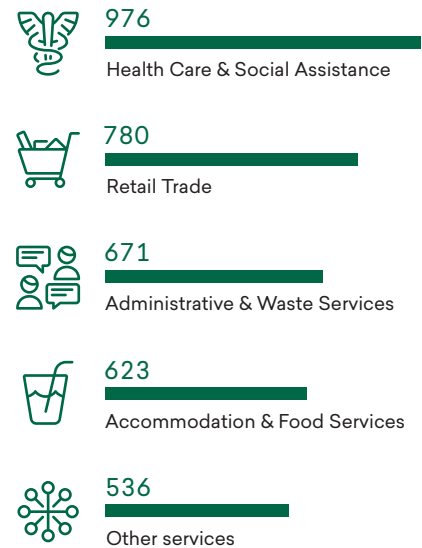 976
Health Care & Social Assistance
780
Retail Trade
671
Administrative & Waste Services
623
Accommodation & Food Services
536
Other services